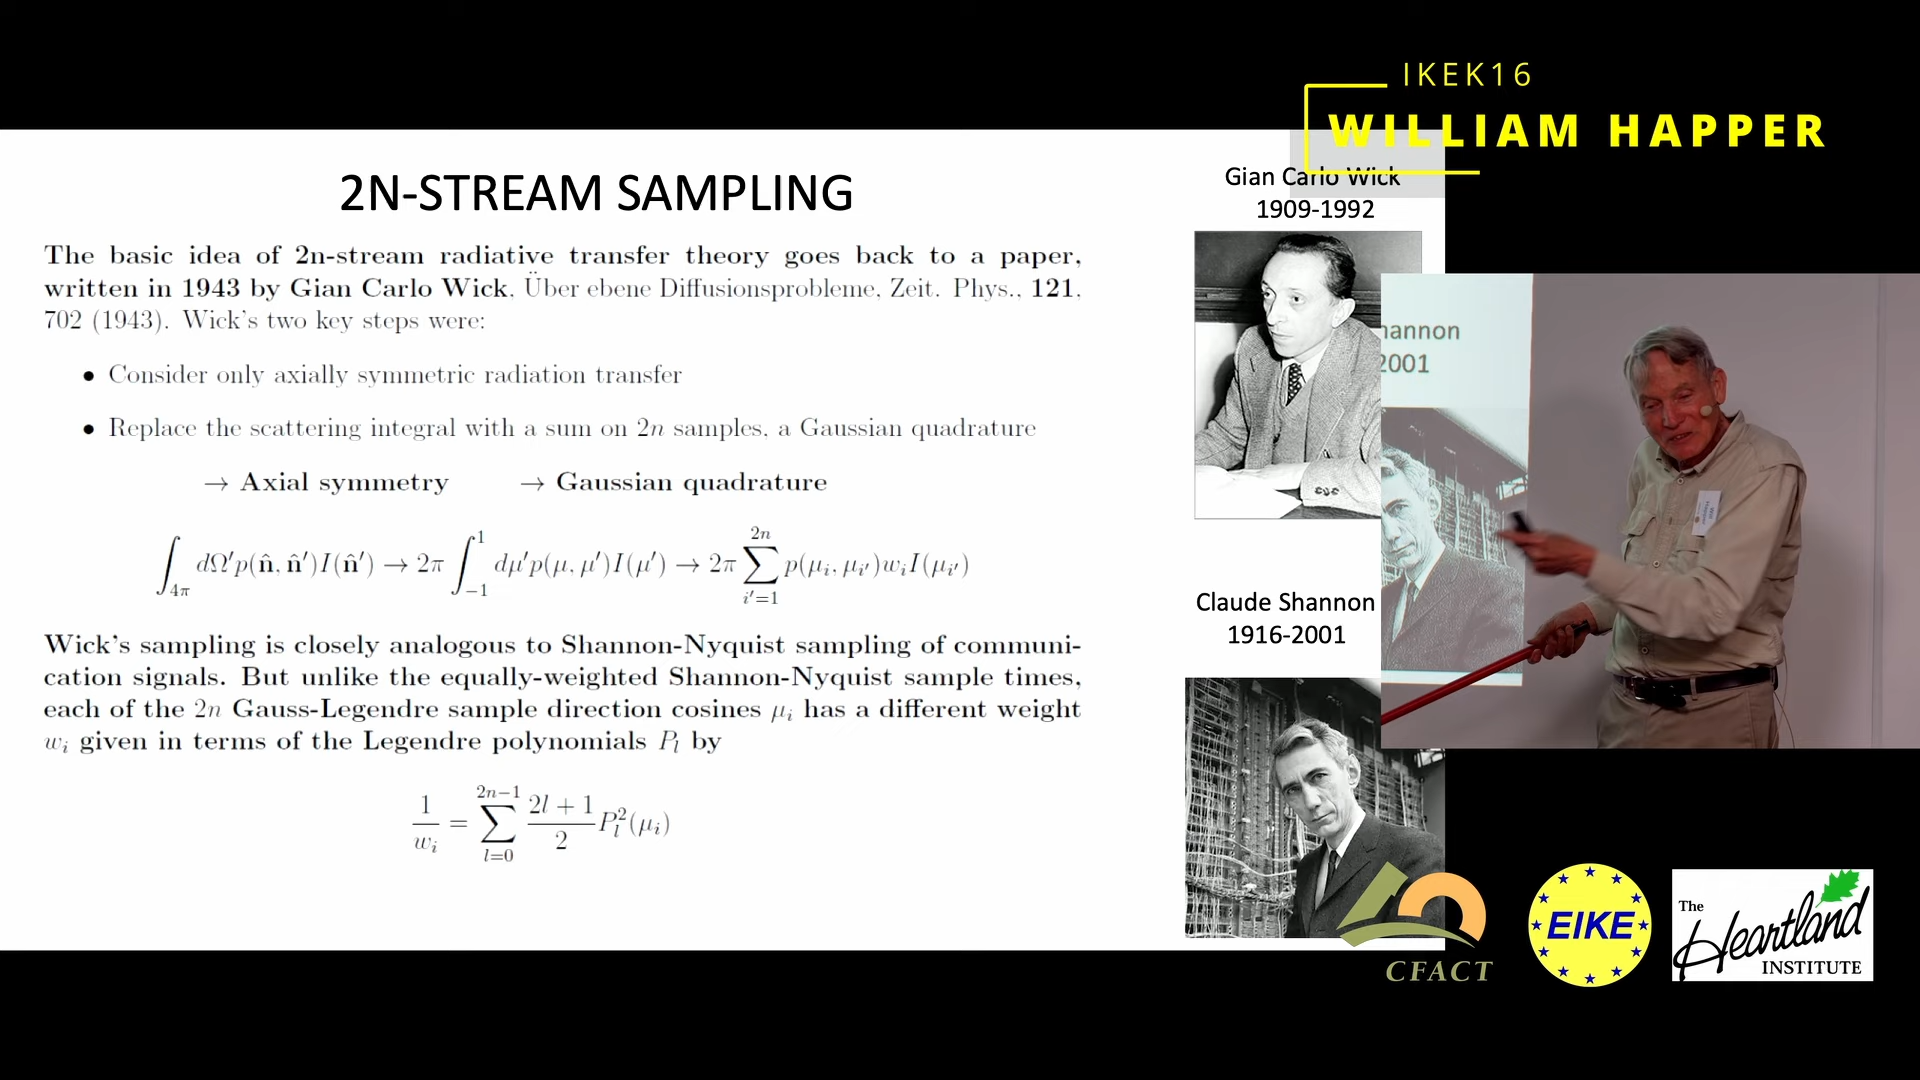 IKEK16
WILLIAM HAPPER
2N-STREAM SAMPLING
The basic idea of 2n-stream radiative transfer theory goes back to a paper,
written in 1943 by Gian Carlo Wick, Über ebene Diffusionsprobleme, Zeit. Phys., 121,
702 (1943). Wick's two key steps were:
• Consider only axially symmetric radiation transfer
• Replace the scattering integral with a sum on 2n samples, a Gaussian quadrature
→ Axial symmetry → Gaussian quadrature
∫4π dΩ′p(n̂, n̂′)I(n̂′) → 2π ∫−1^1 dμ′p(μ, μ′)I(μ′) → 2π ∑i′=1^2n p(μi, μi′)wiI(μi′)
Wick's sampling is closely analogous to Shannon-Nyquist sampling of communi-
cation signals. But unlike the equally-weighted Shannon-Nyquist sample times,
each of the 2n Gauss-Legendre sample direction cosines μi has a different weight
wi given in terms of the Legendre polynomials Pl by
1/wi = ∑l=0^2n−1 (2l + 1)/2 Pl²(μi)
Gian Carlo Wick
1909-1992
Claude Shannon
1916-2001
hannon
2001
CFACT
EIKE
The
Heartland
INSTITUTE